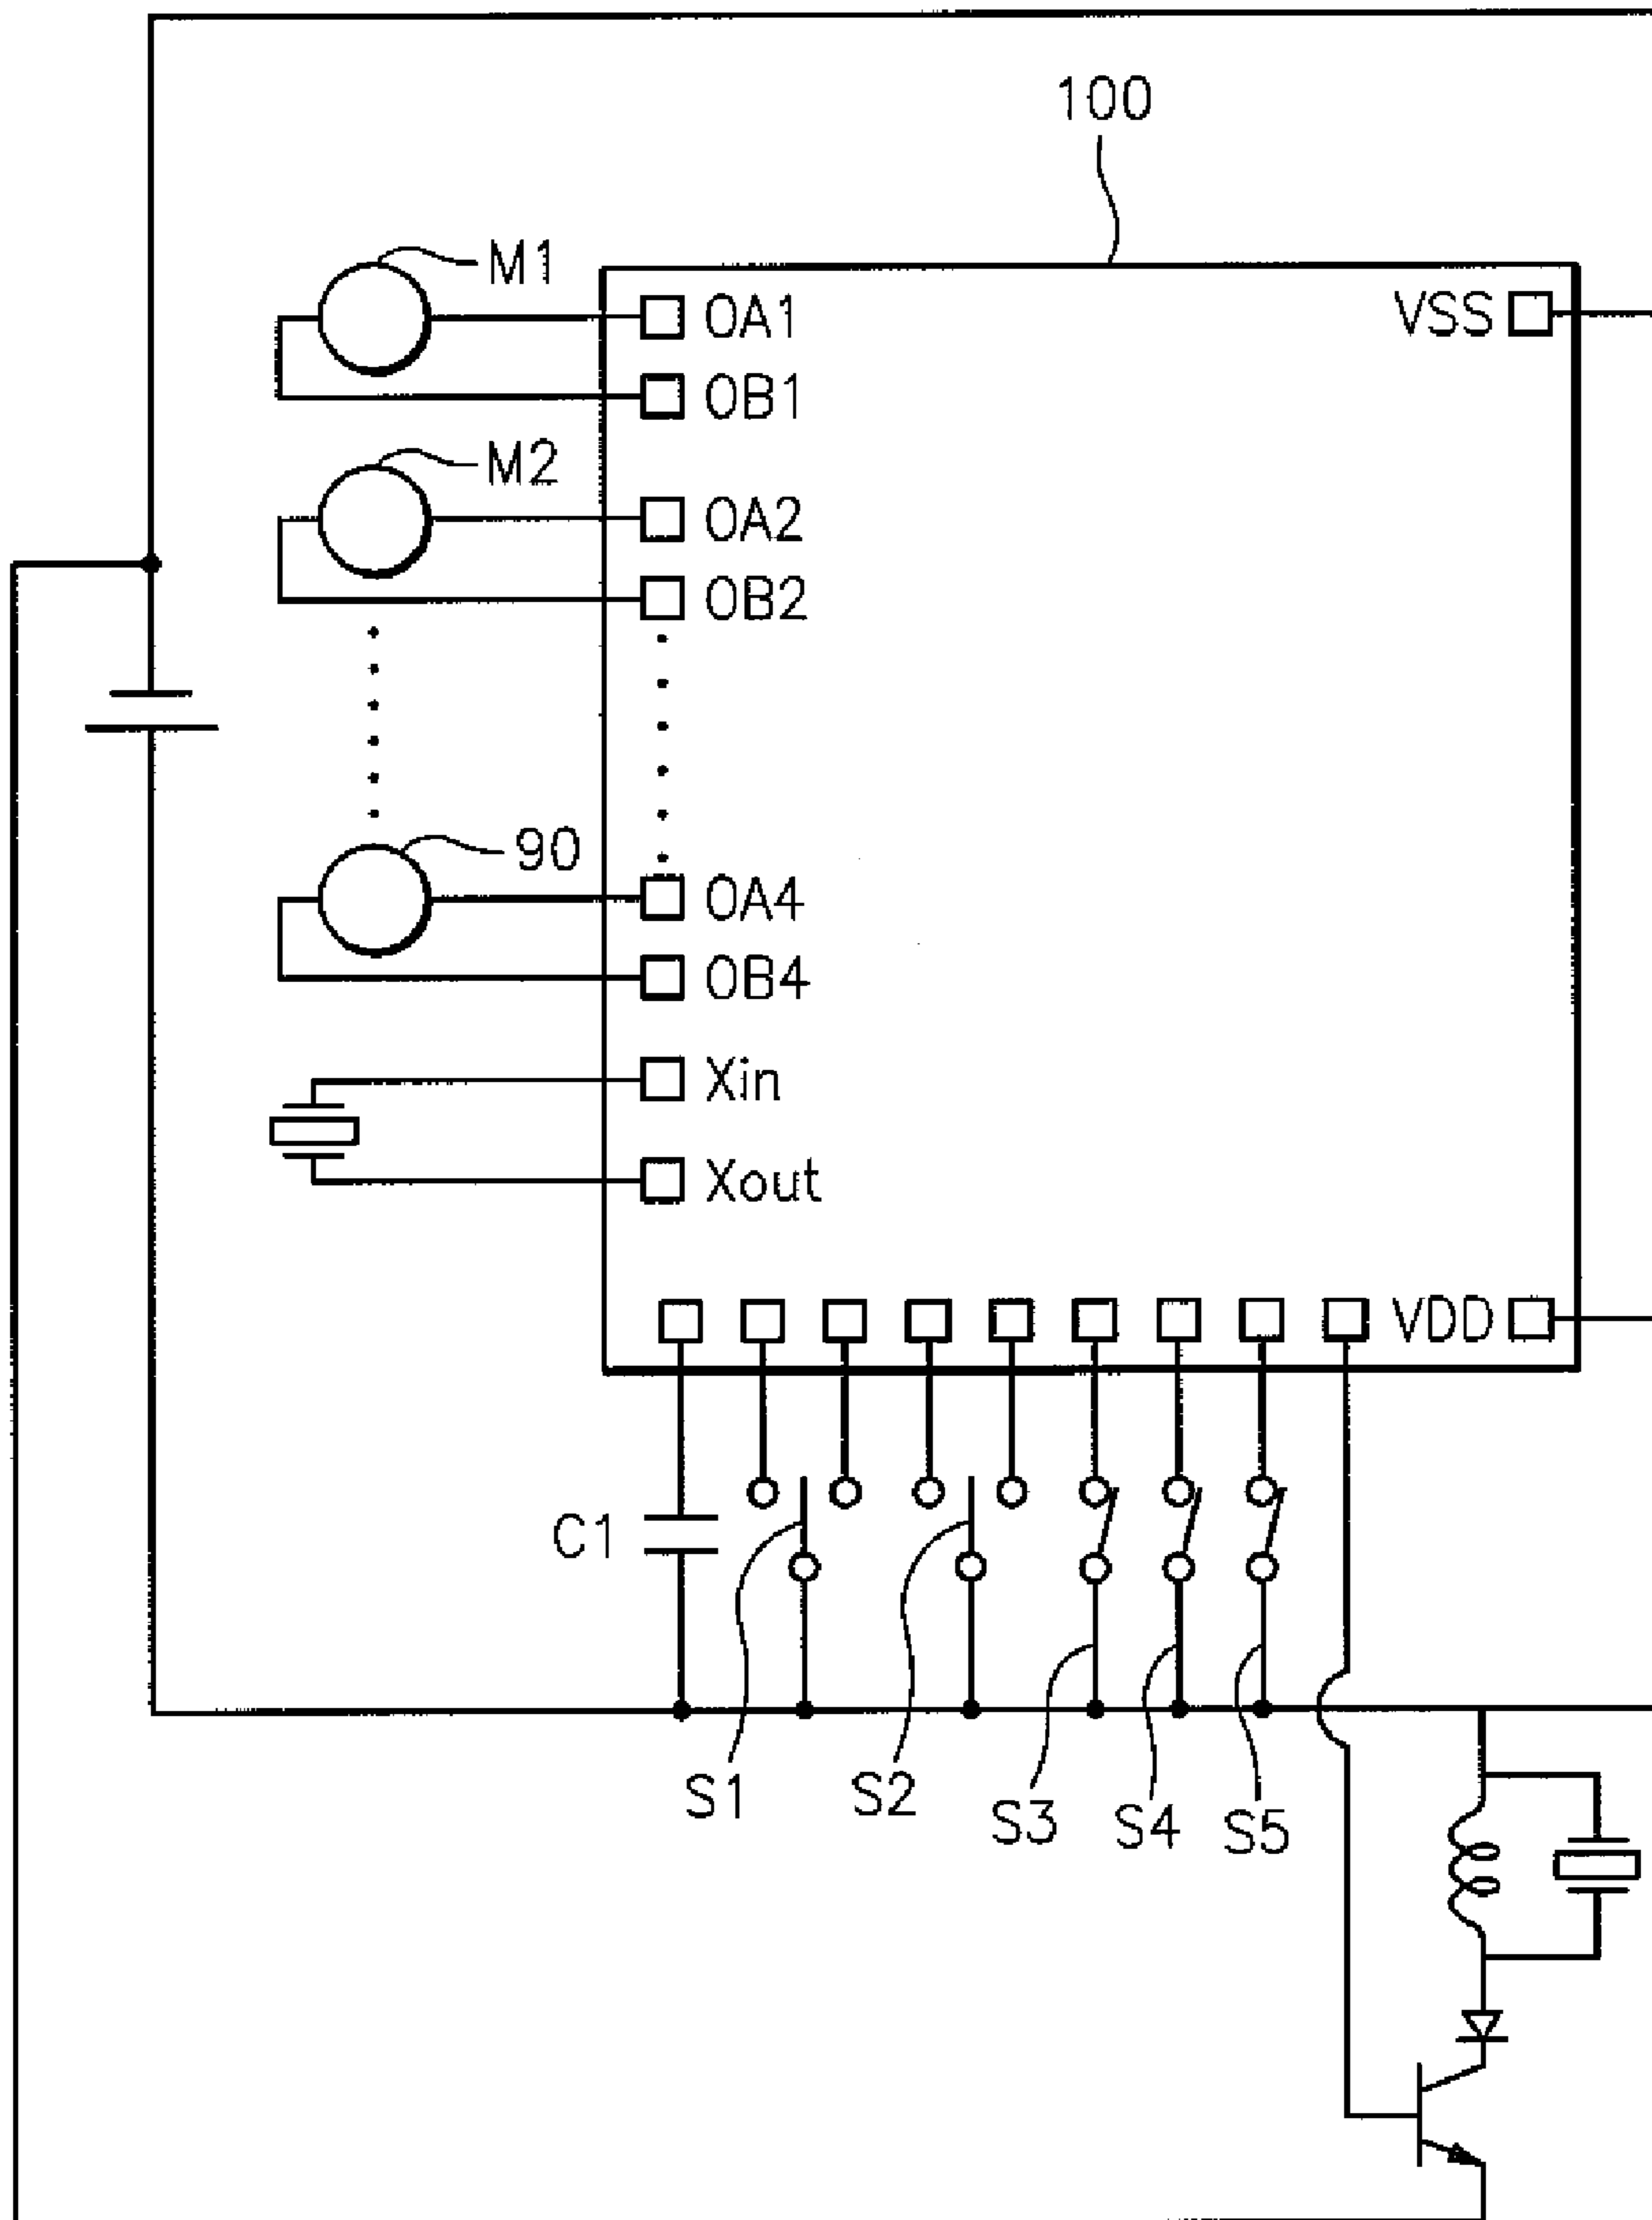 100
M1
OA1
VSS
OB1
M2
OA2
OB2
90
OA4
OB4
Xin
Xout
VDD
C1
S1
S2
S3
S4
S5